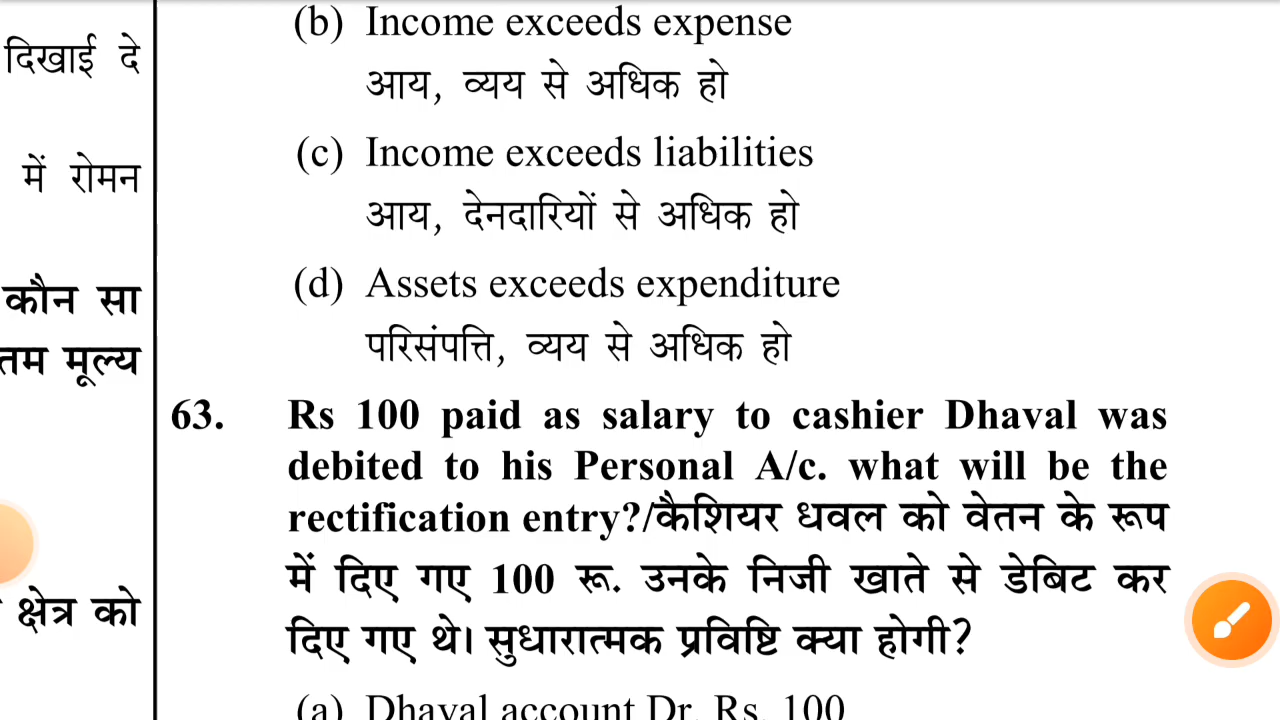 दिखाई दे
में रोमन
कौन सा
तम मूल्य
क्षेत्र को
(b) Income exceeds expense
आय, व्यय से अधिक हो
(c) Income exceeds liabilities
आय, देनदारियों से अधिक हो
(d) Assets exceeds expenditure
परिसंपत्ति, व्यय से अधिक हो
63. Rs 100 paid as salary to cashier Dhaval was
debited to his Personal A/c. what will be the
rectification entry?/कैशियर धवल को वेतन के रूप
में दिए गए 100 रू. उनके निजी खाते से डेबिट कर
दिए गए थे। सुधारात्मक प्रविष्टि क्या होगी?
(a) Dhaval account Dr. Rs. 100